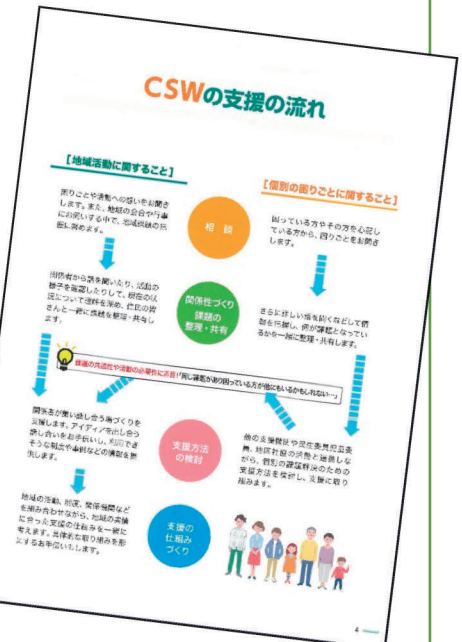 CSWの支援の流れ
【地域活動に関すること】
困りごとや活動への想いをお聞き
します。また、地域の会合や行事
にお伺いする中で、地域課題の把
握に努めます。
【個別の困りごとに関すること】
困っている方やその方を心配し
ている方から、困りごとをお聞き
します。
相 談
関係者から話を聞いたり、活動の
様子を確認したりして、現在の状
況について理解を深め、住民の皆
さんと一緒に課題を整理・共有し
ます。
関係性づくり
課題の
整理・共有
さらに詳しい話を聞くなどして情
報を把握し、何が課題となってい
るかを一緒に整理・共有します。
課題の共通性や活動の必要性に着目!「同じ課題があり困っている方が他にもいるかもしれない…」
関係者が集い話し合う場づくりを
支援します。アイディアを出し合う
話し合いをお手伝いし、利用でき
そうな制度や事例などの情報を提
供します。
支援方法
の検討
他の支援機関や民生委員児童委
員、地区社協の活動と連携しな
がら、個別の課題解決のための
支援方法を検討し、支援に取り
組みます。
地域の活動、制度、関係機関など
を組み合わせながら、地域の実情
に合った支援の仕組みを一緒に
考えます。具体的な取り組みを形
にするお手伝いもします。
支援の
仕組み
づくり
4